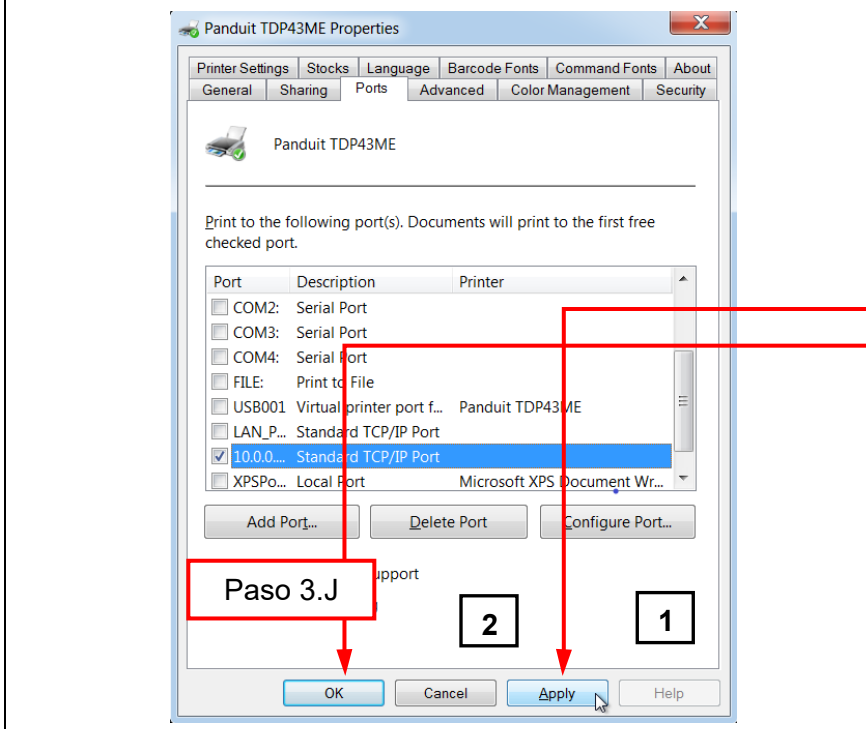 Panduit TDP43ME Properties
X
Printer Settings Stocks Language Barcode Fonts Command Fonts About
General Sharing Ports Advanced Color Management Security
Panduit TDP43ME
Print to the following port(s). Documents will print to the first free
checked port.
Port Description Printer
COM2: Serial Port
COM3: Serial Port
COM4: Serial Port
FILE: Print to File
USB001 Virtual printer port f... Panduit TDP43ME
LAN_P... Standard TCP/IP Port
10.0.0.... Standard TCP/IP Port
XPSPo... Local Port Microsoft XPS Document Wr...
Add Port... Delete Port Configure Port...
Paso 3.J
2 1
OK Cancel Apply Help